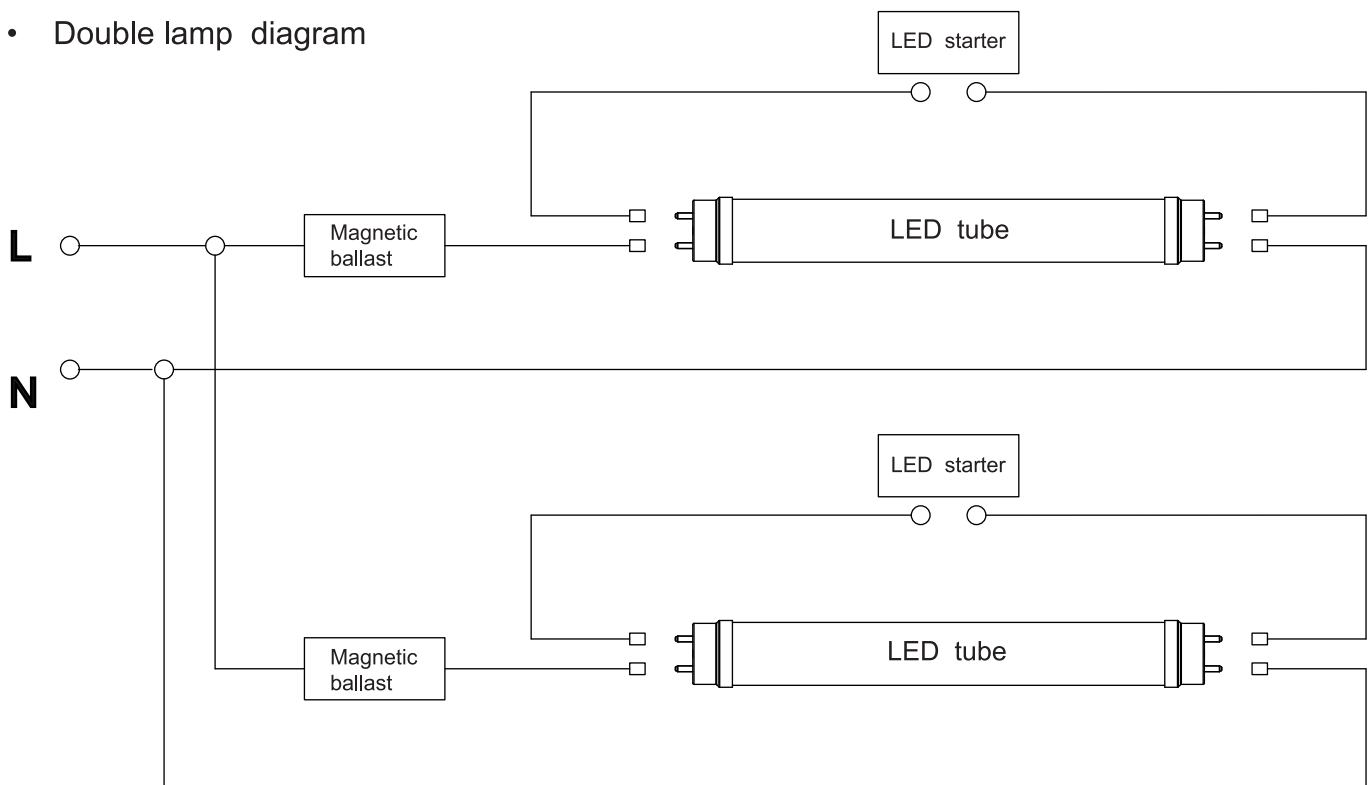 • Double lamp diagram
LED starter
L
Magnetic
ballast
LED tube
N
LED starter
Magnetic
ballast
LED tube